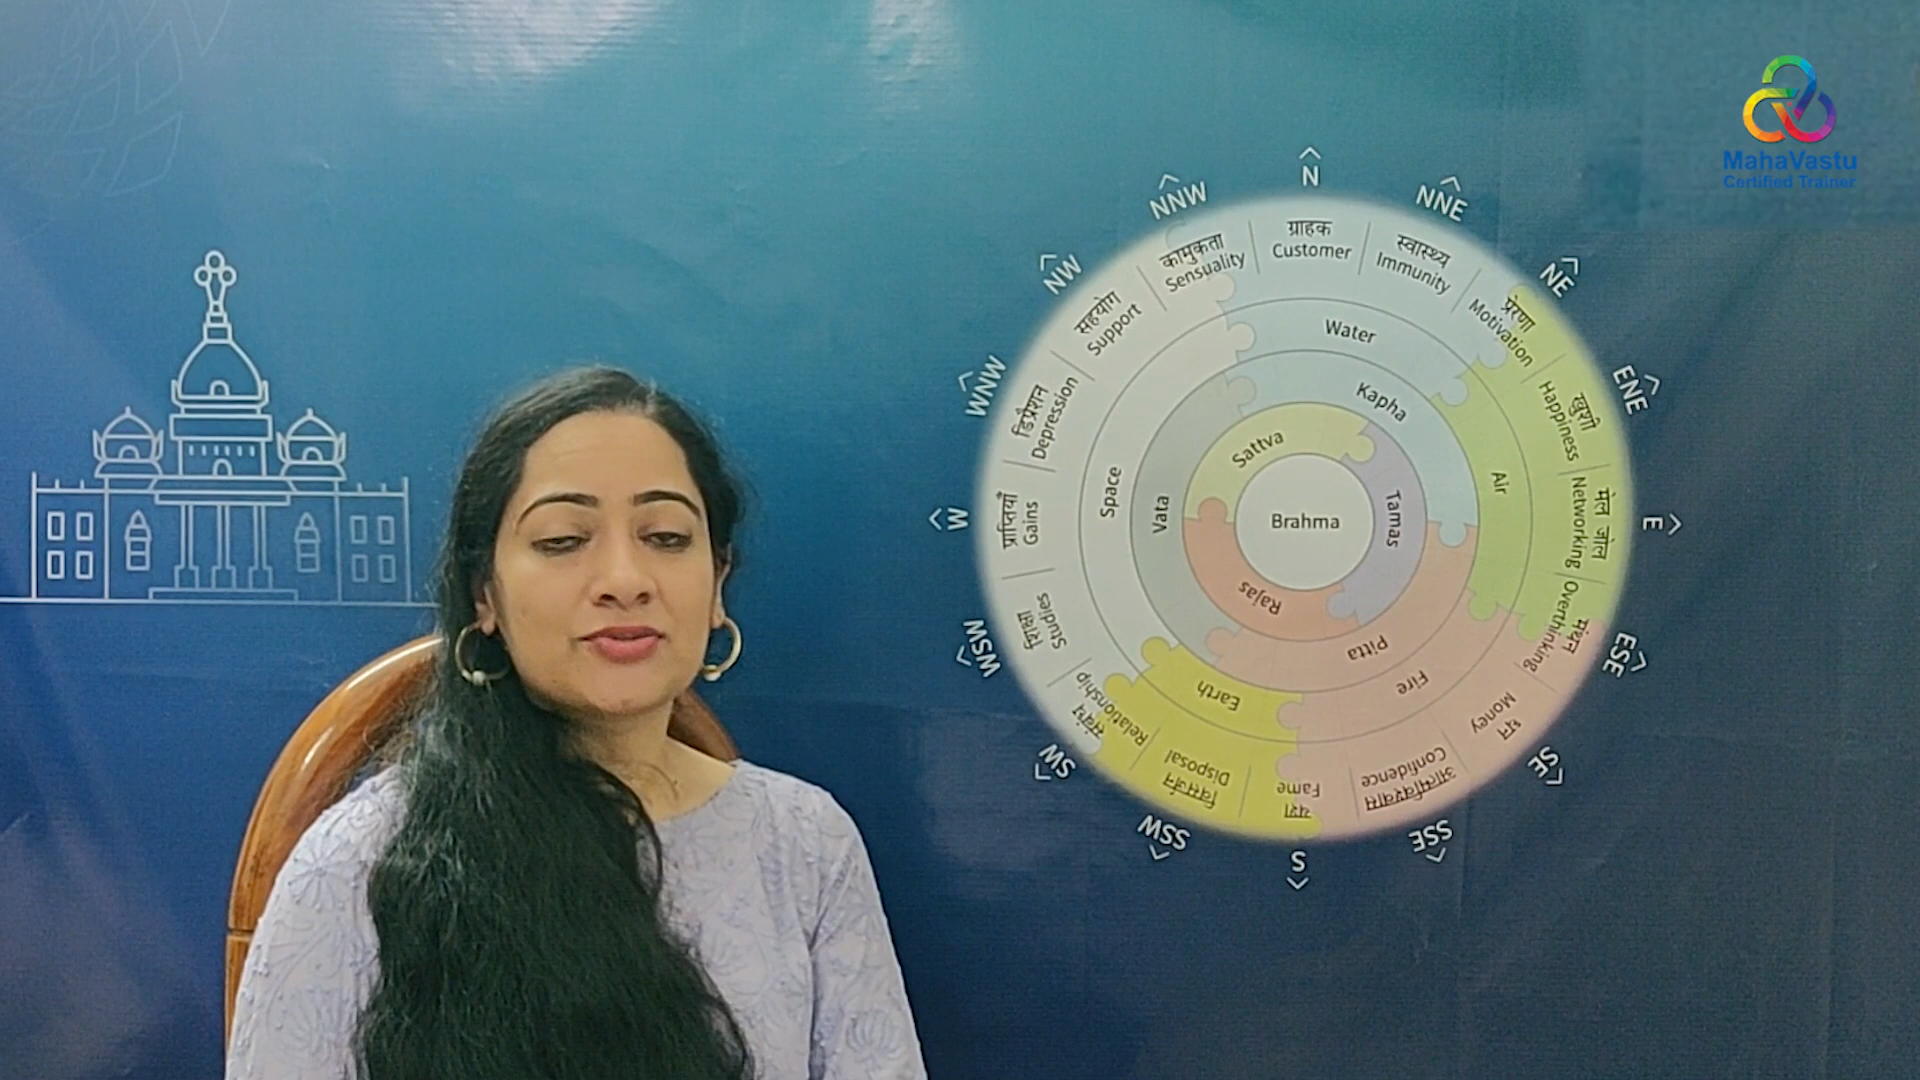 MahaVastu
Certified Trainer
N
NNE
NE
ENE
E
ESE
SE
SSE
S
SSW
SW
WSW
W
WNW
NW
NNW
ग्राहक
Customer
स्वास्थ्य
Immunity
प्रेरणा
Motivation
खुशी
Happiness
मेल जोल
Networking
मंथन
Overthinking
धन
Money
आत्मविश्वास
Confidence
यश
Fame
विसर्जन
Disposal
संबंध
Relationship
शिक्षा
Studies
प्राप्तियाँ
Gains
डिप्रैशन
Depression
सहयोग
Support
कामुकता
Sensuality
Water
Air
Fire
Earth
Space
Kapha
Pitta
Vata
Sattva
Tamas
Rajas
Brahma